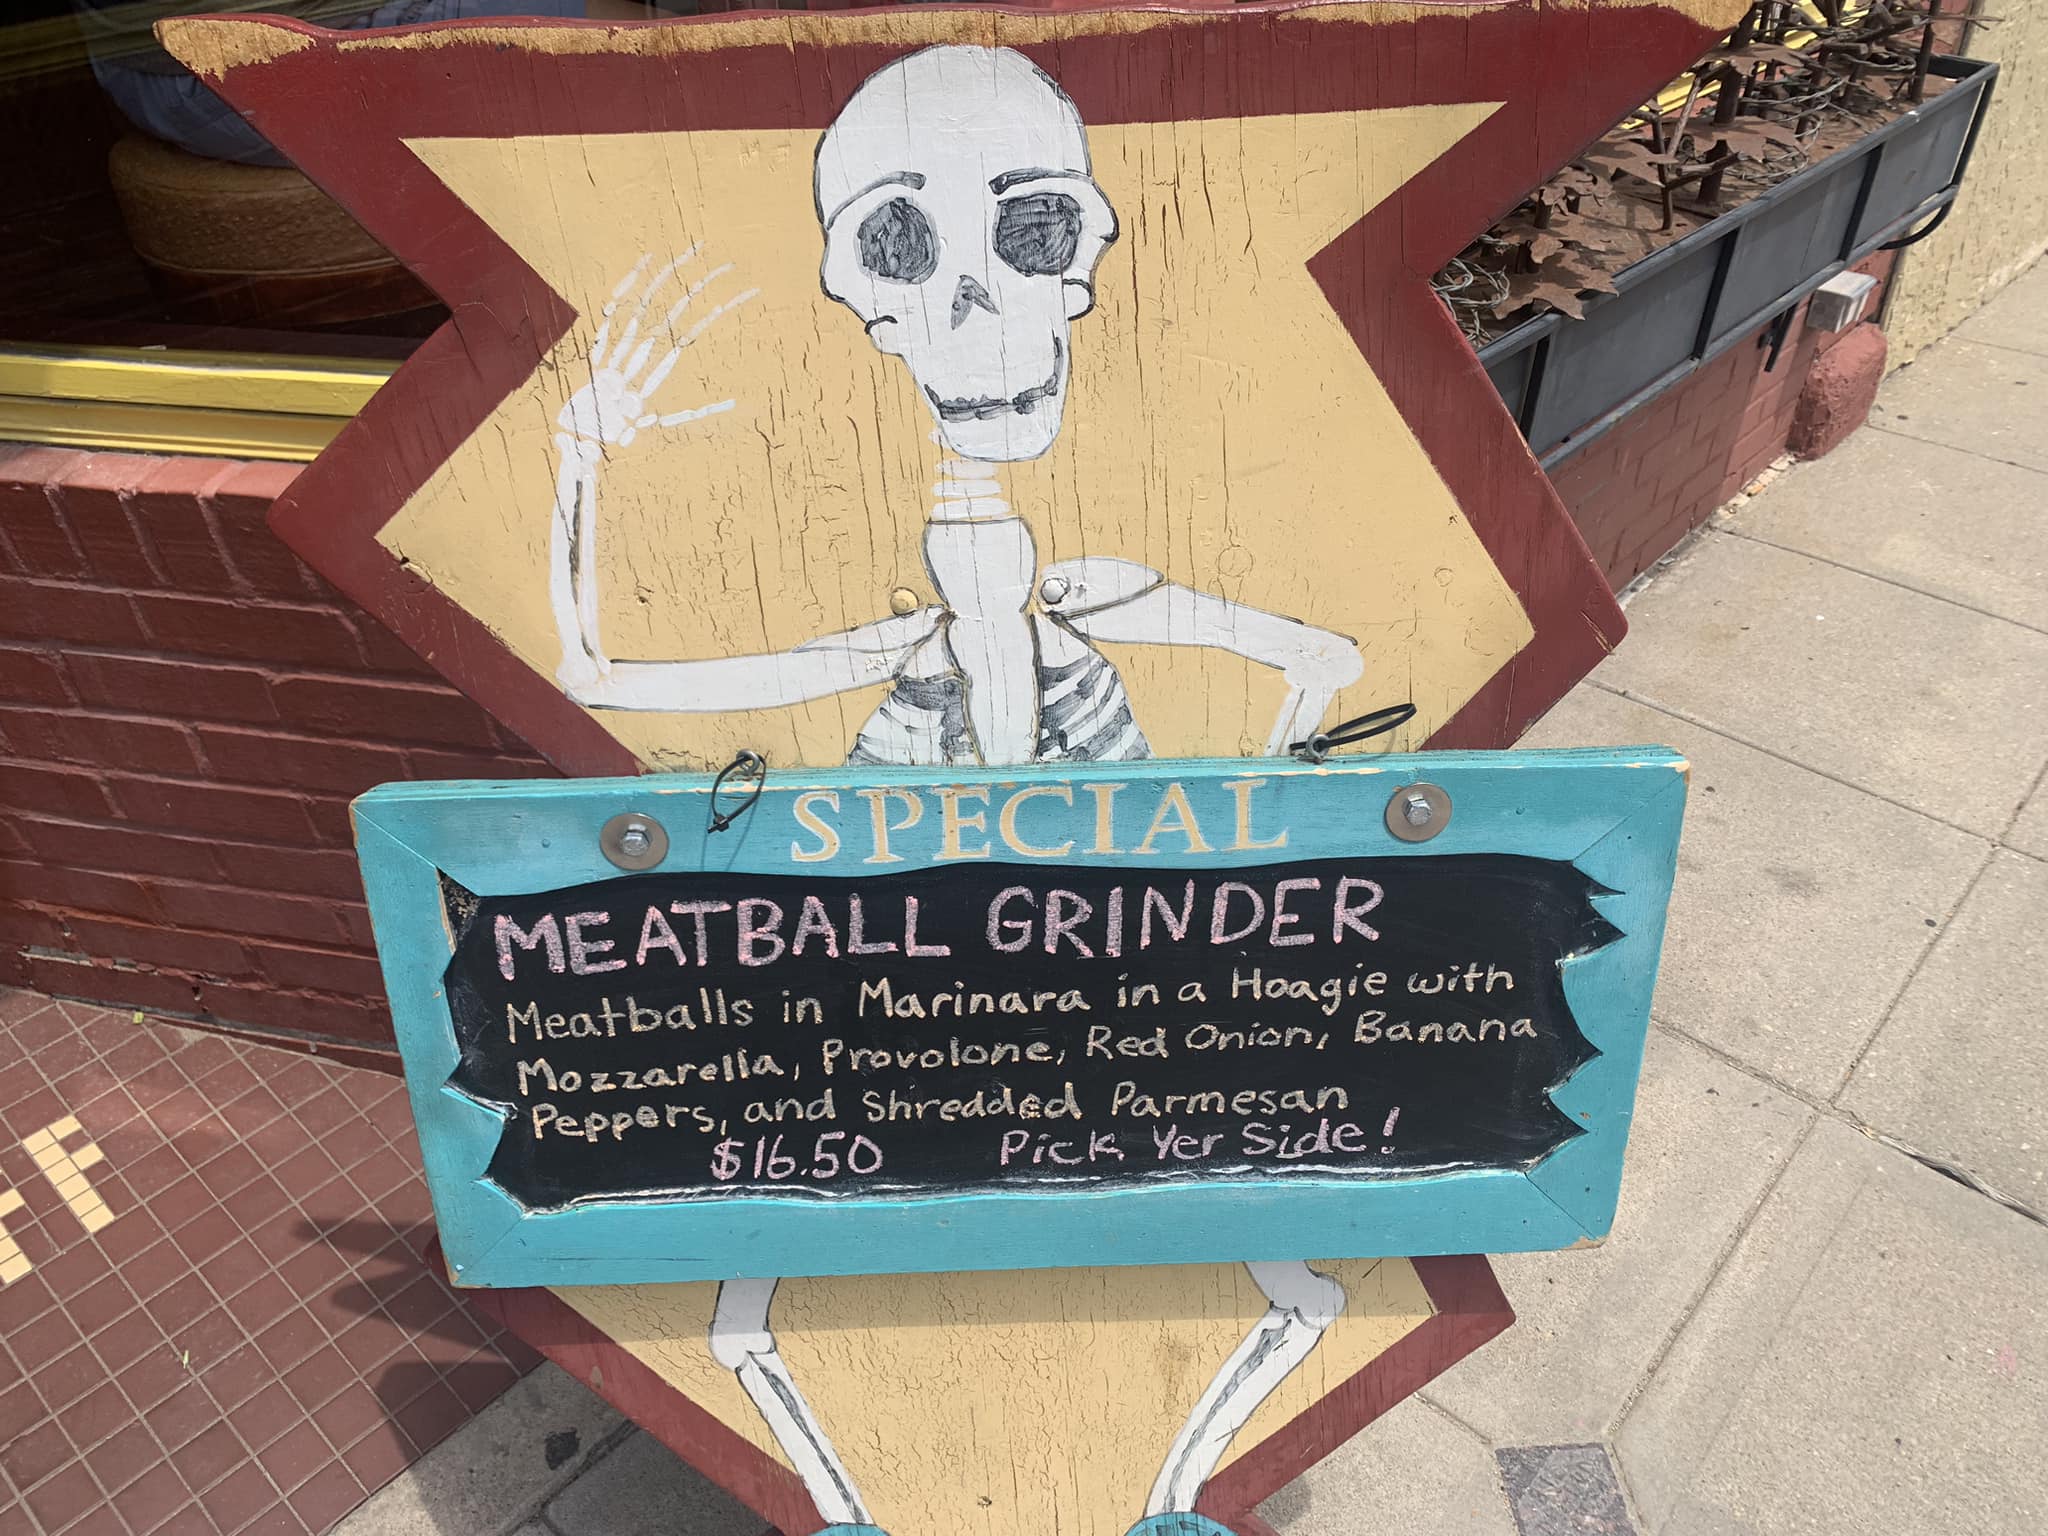 SPECIAL
MEATBALL GRINDER
Meatballs in Marinara in a Hoagie with
Mozzarella, Provolone, Red Onion, Banana
Peppers, and Shredded Parmesan
$16.50 Pick Yer Side!